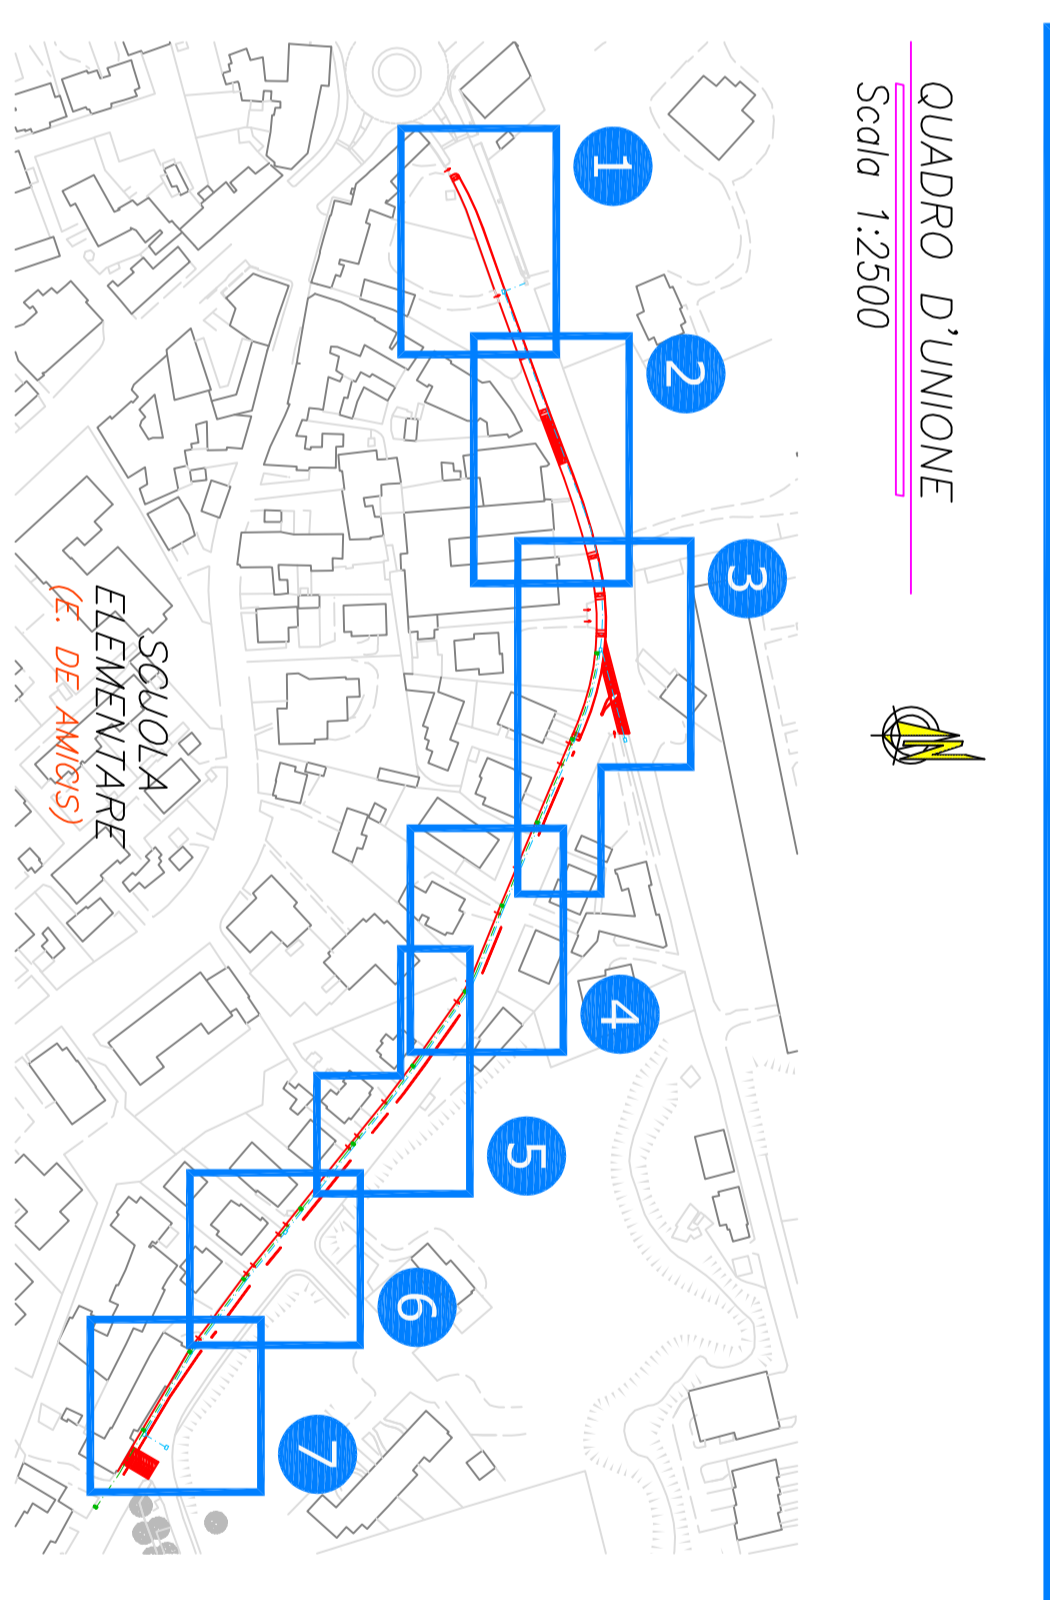 QUADRO D'UNIONE
Scala 1:2500
1
2
3
4
5
6
7
SCUOLA
ELEMENTARE
(E. DE AMICIS)